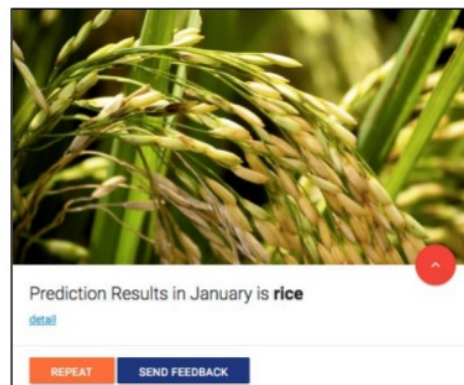 Prediction Results in January is rice
detail
REPEAT SEND FEEDBACK